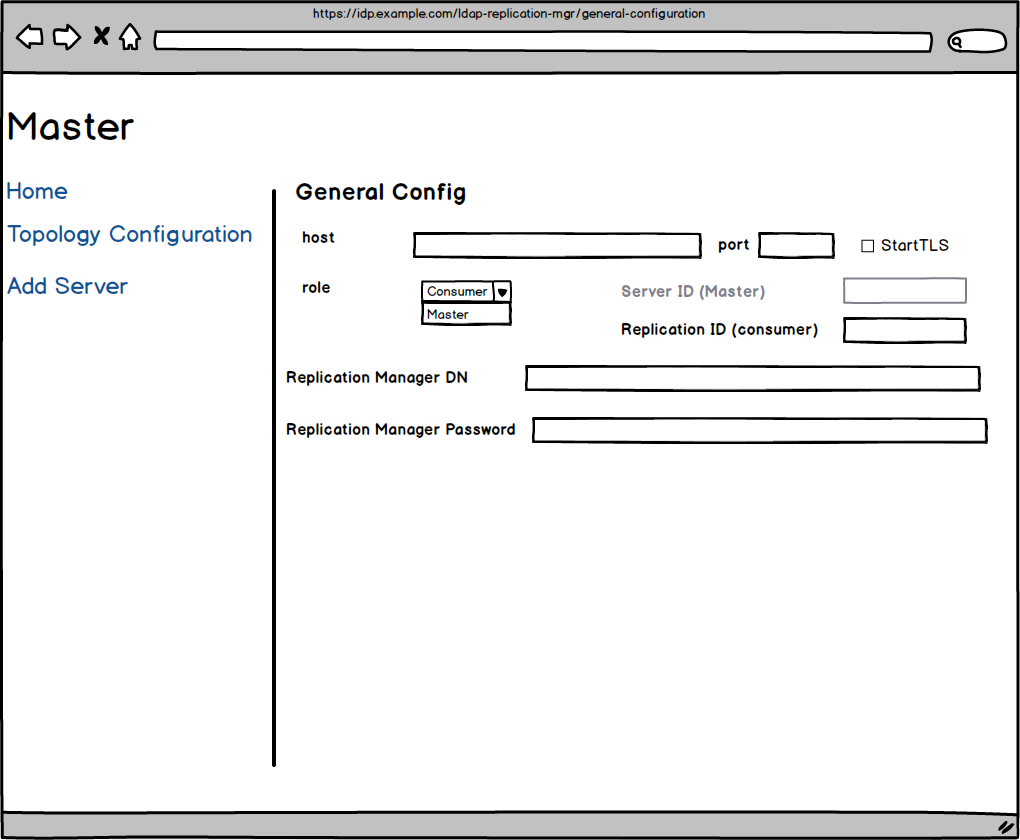 https://idp.example.com/ldap-replication-mgr/general-configuration
Master
Home
Topology Configuration
Add Server
General Config
host
port
StartTLS
role
Consumer
Master
Server ID (Master)
Replication ID (consumer)
Replication Manager DN
Replication Manager Password